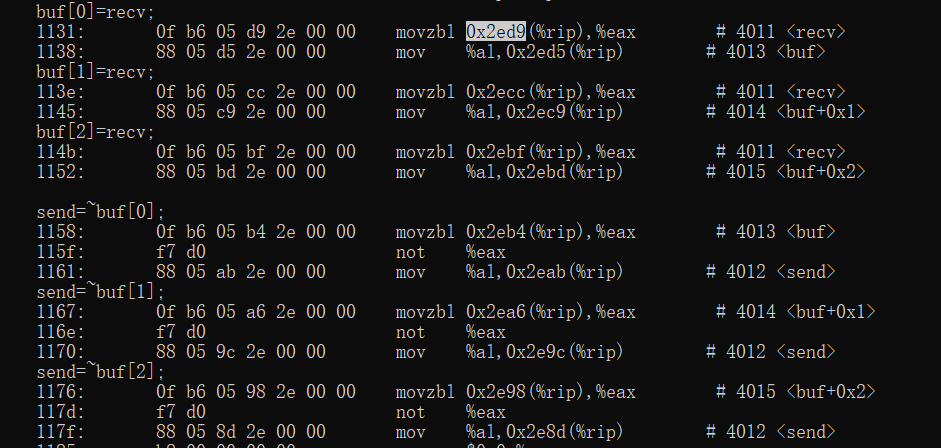 buf[0]=recv;
1131: 0f b6 05 d9 2e 00 00 movzbl 0x2ed9(%rip),%eax # 4011 <recv>
1138: 88 05 d5 2e 00 00 mov %al,0x2ed5(%rip) # 4013 <buf>
buf[1]=recv;
113e: 0f b6 05 cc 2e 00 00 movzbl 0x2ecc(%rip),%eax # 4011 <recv>
1145: 88 05 c9 2e 00 00 mov %al,0x2ec9(%rip) # 4014 <buf+0x1>
buf[2]=recv;
114b: 0f b6 05 bf 2e 00 00 movzbl 0x2ebf(%rip),%eax # 4011 <recv>
1152: 88 05 bd 2e 00 00 mov %al,0x2ebd(%rip) # 4015 <buf+0x2>
send=~buf[0];
1158: 0f b6 05 b4 2e 00 00 movzbl 0x2eb4(%rip),%eax # 4013 <buf>
115f: f7 d0 not %eax
1161: 88 05 ab 2e 00 00 mov %al,0x2eab(%rip) # 4012 <send>
send=~buf[1];
1167: 0f b6 05 a6 2e 00 00 movzbl 0x2ea6(%rip),%eax # 4014 <buf+0x1>
116e: f7 d0 not %eax
1170: 88 05 9c 2e 00 00 mov %al,0x2e9c(%rip) # 4012 <send>
send=~buf[2];
1176: 0f b6 05 98 2e 00 00 movzbl 0x2e98(%rip),%eax # 4015 <buf+0x2>
117d: f7 d0 not %eax
117f: 88 05 8d 2e 00 00 mov %al,0x2e8d(%rip) # 4012 <send>